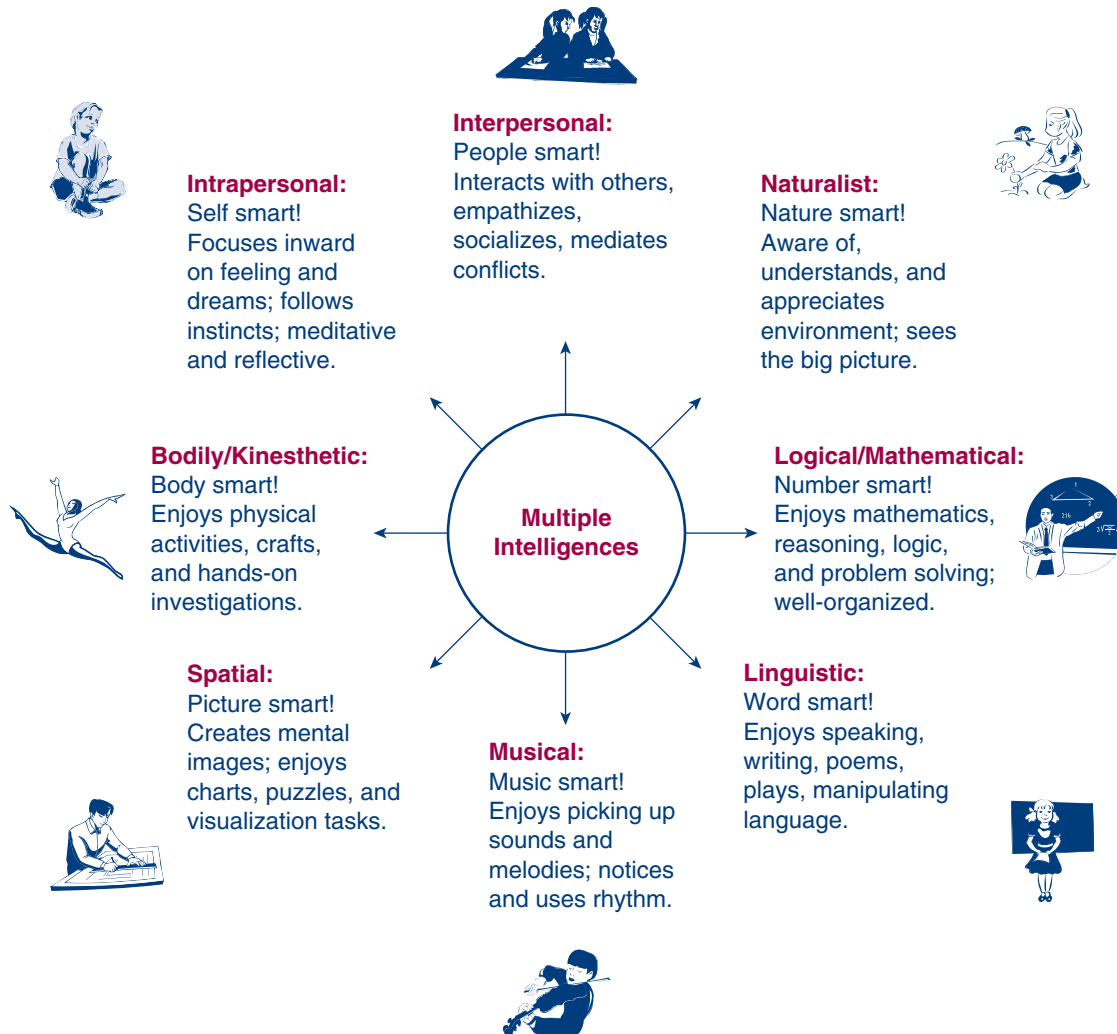 Interpersonal:
People smart!
Interacts with others,
empathizes,
socializes, mediates
conflicts.
Intrapersonal:
Self smart!
Focuses inward
on feeling and
dreams; follows
instincts; meditative
and reflective.
Naturalist:
Nature smart!
Aware of,
understands, and
appreciates
environment; sees
the big picture.
Bodily/Kinesthetic:
Body smart!
Enjoys physical
activities, crafts,
and hands-on
investigations.
Multiple
Intelligences
Logical/Mathematical:
Number smart!
Enjoys mathematics,
reasoning, logic,
and problem solving;
well-organized.
1
3
2
216
Spatial:
Picture smart!
Creates mental
images; enjoys
charts, puzzles, and
visualization tasks.
Musical:
Music smart!
Enjoys picking up
sounds and
melodies; notices
and uses rhythm.
Linguistic:
Word smart!
Enjoys speaking,
writing, poems,
plays, manipulating
language.